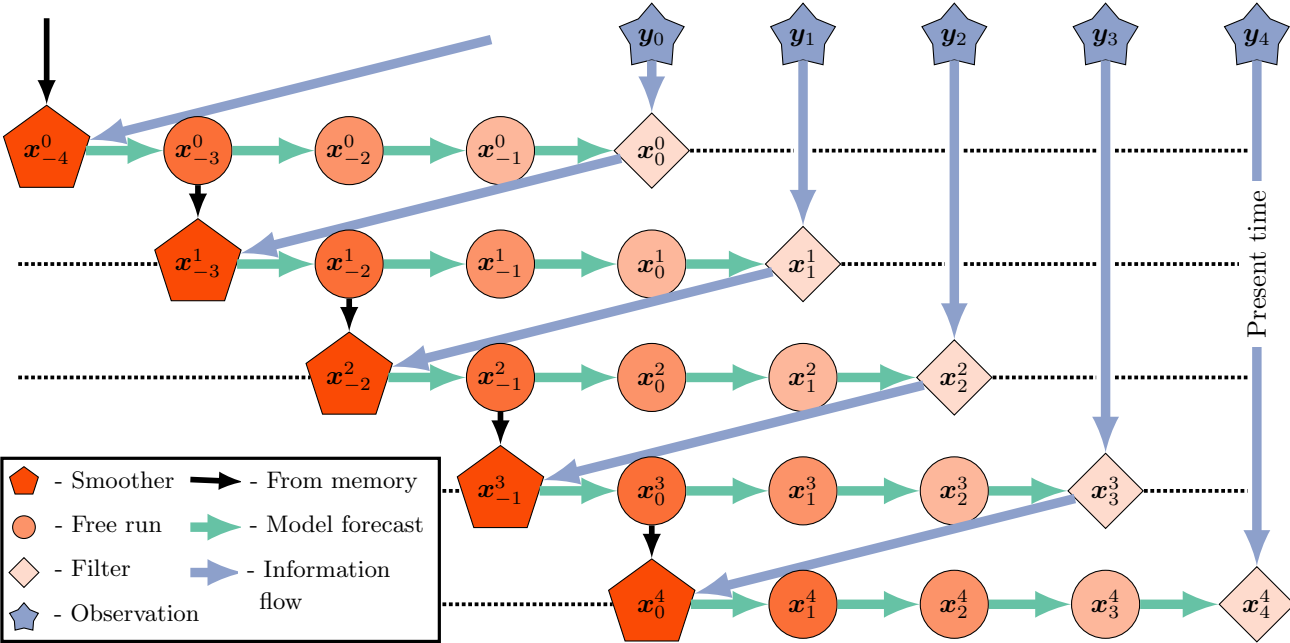 y₀ y₁ y₂ y₃ y₄
x⁰₋₄ x⁰₋₃ x⁰₋₂ x⁰₋₁ x⁰₀
x¹₋₃ x¹₋₂ x¹₋₁ x¹₀ x¹₁
Present time
x²₋₂ x²₋₁ x²₀ x²₁ x²₂
x³₋₁ x³₀ x³₁ x³₂ x³₃
x⁴₀ x⁴₁ x⁴₂ x⁴₃ x⁴₄
- Smoother - From memory
- Free run - Model forecast
- Filter - Information
flow
- Observation